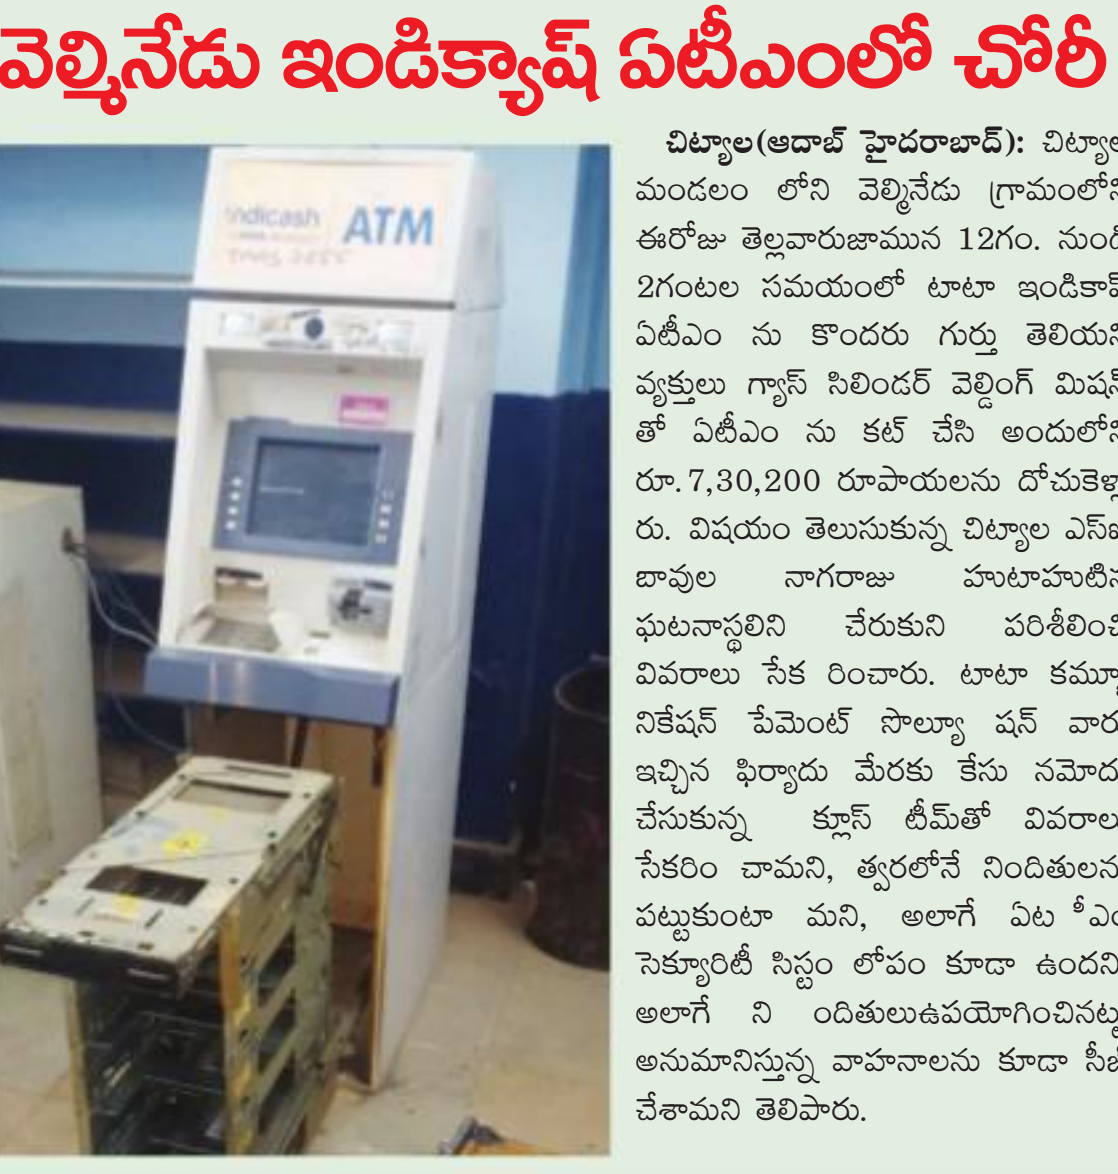 వెల్మినేడు ఇండిక్యాష్ ఏటీఎంలో చోరీ
indicash ATM
చిట్యాల(ఆదాబ్ హైదరాబాద్): చిట్యాల
మండలం లోని వెల్మినేడు గ్రామంలోని
ఈరోజు తెల్లవారుజామున 12గం. నుండి
2గంటల సమయంలో టాటా ఇండికాష్
ఏటీఎం ను కొందరు గుర్తు తెలియని
వ్యక్తులు గ్యాస్ సిలిండర్ వెల్డింగ్ మిషన్
తో ఏటీఎం ను కట్ చేసి అందులోని
రూ.7,30,200 రూపాయలను దోచుకెళ్లా
రు. విషయం తెలుసుకున్న చిట్యాల ఎస్ఐ
బావుల నాగరాజు హుటాహుటిన
ఘటనాస్థలిని చేరుకుని పరిశీలించి
వివరాలు సేక రించారు. టాటా కమ్యూ
నికేషన్ పేమెంట్ సొల్యూ షన్ వారు
ఇచ్చిన ఫిర్యాదు మేరకు కేసు నమోదు
చేసుకున్న క్లూస్ టీమ్‌తో వివరాలు
సేకరిం చామని, త్వరలోనే నిందితులను
పట్టుకుంటా మని, అలాగే ఏట ీఎం
సెక్యూరిటీ సిస్టం లోపం కూడా ఉందని
అలాగే ని ందితులుఉపయోగించినట్టు
అనుమానిస్తున్న వాహనాలను కూడా సీజ్
చేశామని తెలిపారు.